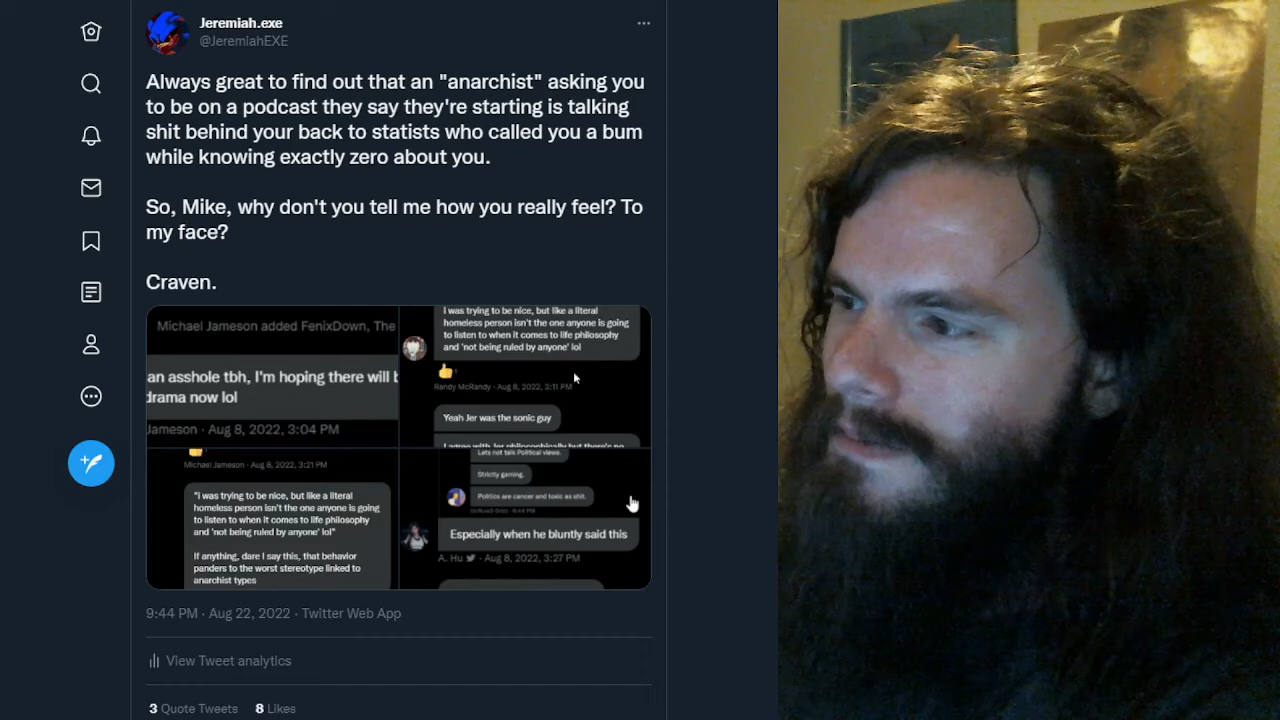 Jeremiah.exe
@JeremiahEXE
Always great to find out that an "anarchist" asking you
to be on a podcast they say they're starting is talking
shit behind your back to statists who called you a bum
while knowing exactly zero about you.
So, Mike, why don't you tell me how you really feel? To
my face?
Craven.
Michael Jameson added FenixDown, The
an asshole tbh, I'm hoping there will b
drama now lol
Jameson · Aug 8, 2022, 3:04 PM
I was trying to be nice, but like a literal
homeless person isn't the one anyone is going
to listen to when it comes to life philosophy
and 'not being ruled by anyone' lol
Randy McRandy · Aug 8, 2022, 3:11 PM
Yeah Jer was the sonic guy
I agree with Jer philosophically but there's no
Michael Jameson · Aug 8, 2022, 3:21 PM
"I was trying to be nice, but like a literal
homeless person isn't the one anyone is going
to listen to when it comes to life philosophy
and 'not being ruled by anyone' lol"
If anything, dare I say this, that behavior
panders to the worst stereotype linked to
anarchist types
Lets not talk Political views.
Strictly gaming.
Politics are cancer and toxic as shit.
Especially when he bluntly said this
A. Hu · Aug 8, 2022, 3:27 PM
9:44 PM · Aug 22, 2022 · Twitter Web App
View Tweet analytics
3 Quote Tweets 8 Likes